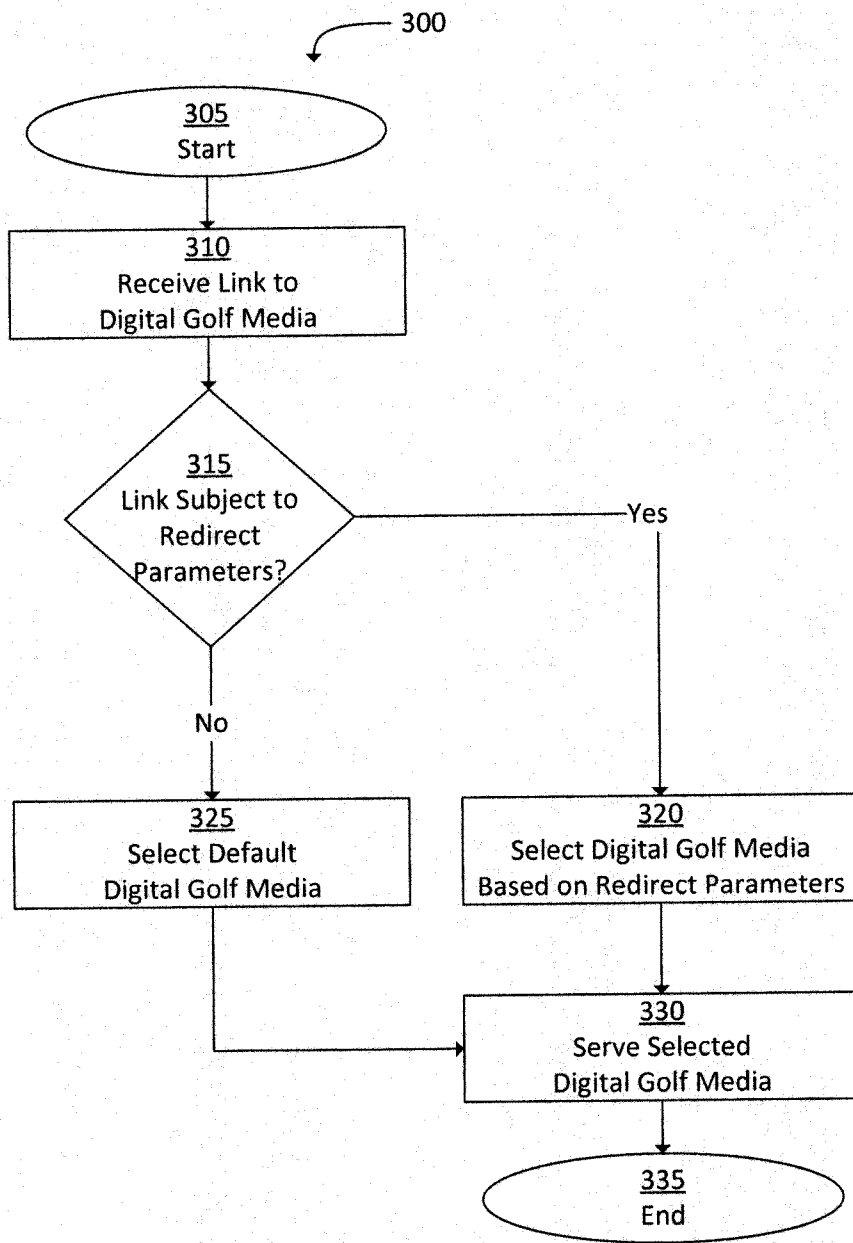 300
305
Start
310
Receive Link to
Digital Golf Media
315
Link Subject to
Redirect
Parameters?
Yes
No
325
Select Default
Digital Golf Media
320
Select Digital Golf Media
Based on Redirect Parameters
330
Serve Selected
Digital Golf Media
335
End